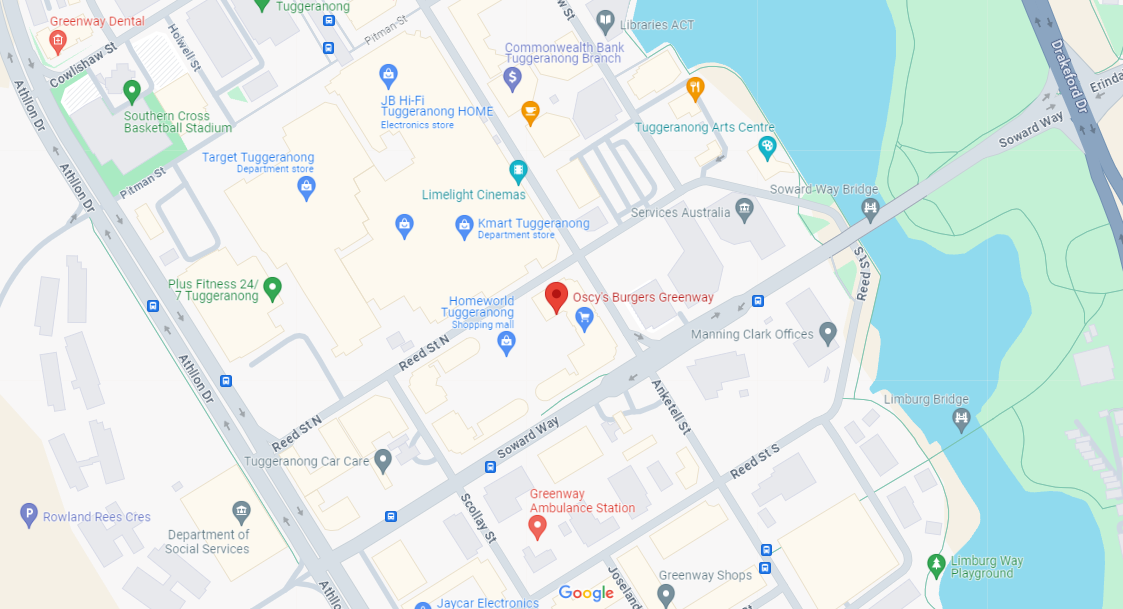 Tuggeranong
Greenway Dental
Pitman St
w St
Libraries ACT
Holwell St
Cowlishaw St
Commonwealth Bank
Tuggeranong Branch
Drakeford Dr
Erinda
Athllon Dr
JB Hi-Fi
Tuggeranong HOME
Electronics store
Southern Cross
Basketball Stadium
Tuggeranong Arts Centre
Soward Way
Target Tuggeranong
Department store
Pitman St
Athllon Dr
Limelight Cinemas
Soward Way Bridge
Services Australia
Kmart Tuggeranong
Department store
Reed St S
Plus Fitness 24/
7 Tuggeranong
Oscy's Burgers Greenway
Homeworld
Tuggeranong
Shopping mall
Manning Clark Offices
Reed St N
Athllon Dr
Anketell St
Limburg Bridge
Reed St N
Soward Way
Tuggeranong Car Care
Reed St S
Greenway
Ambulance Station
Scollay St
Rowland Rees Cres
Department of
Social Services
Limburg Way
Playground
Greenway Shops
Joselan
Athllon
Google
Jaycar Electronics
St